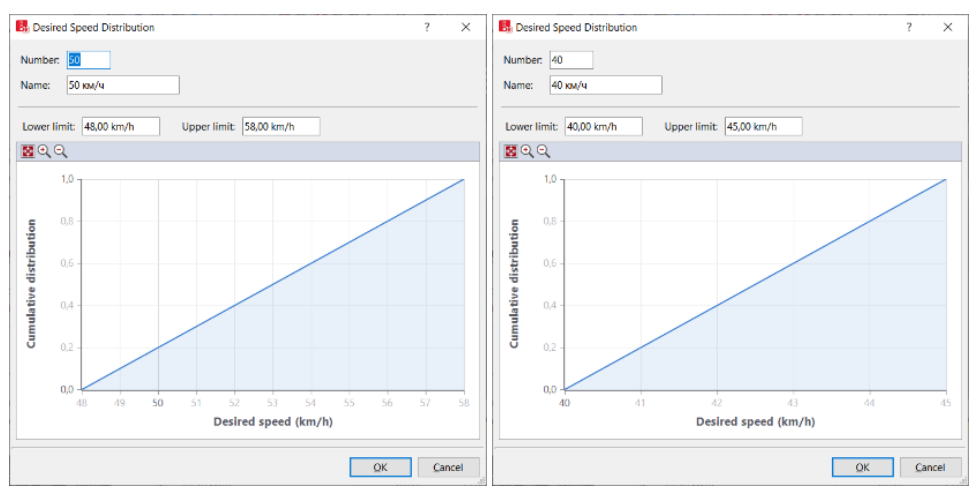 Desired Speed Distribution ? ×
Number: 50
Name: 50 км/ч
Lower limit: 48,00 km/h Upper limit: 58,00 km/h
1,0
0,8
0,6
0,4
0,2
0,0
Cumulative distribution
48 49 50 51 52 53 54 55 56 57 58
Desired speed (km/h)
OK Cancel
Desired Speed Distribution ? ×
Number: 40
Name: 40 км/ч
Lower limit: 40,00 km/h Upper limit: 45,00 km/h
1,0
0,8
0,6
0,4
0,2
0,0
Cumulative distribution
40 41 42 43 44 45
Desired speed (km/h)
OK Cancel